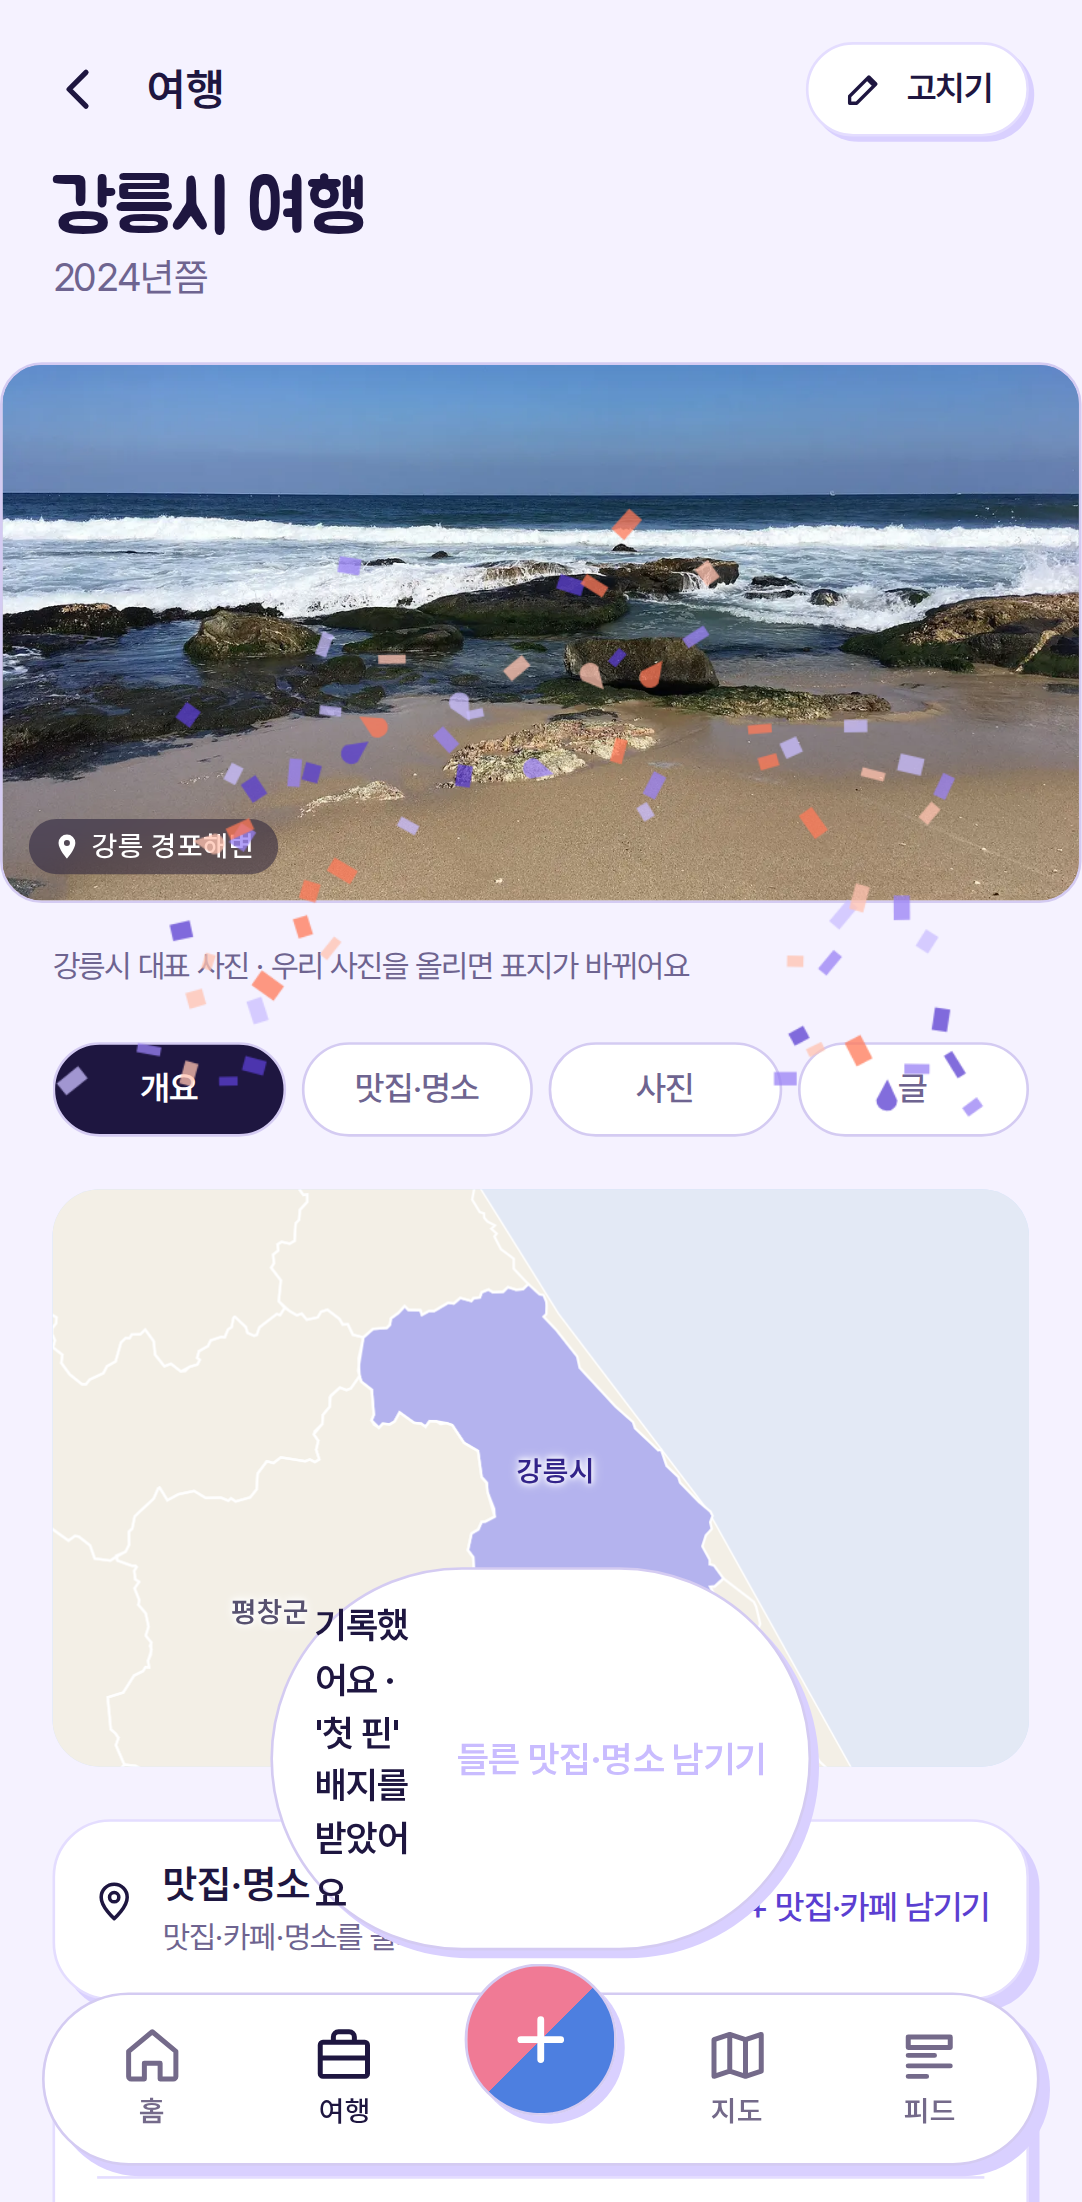 여행
고치기
강릉시 여행
2024년쯤
강릉 경포해변
강릉시 대표 사진 · 우리 사진을 올리면 표지가 바뀌어요
개요
맛집·명소
사진
글
강릉시
평창군
기록했
어요 ·
'첫 핀'
배지를
받았어
요
들른 맛집·명소 남기기
맛집·명소
맛집·카페·명소를
+ 맛집·카페 남기기
홈
여행
지도
피드